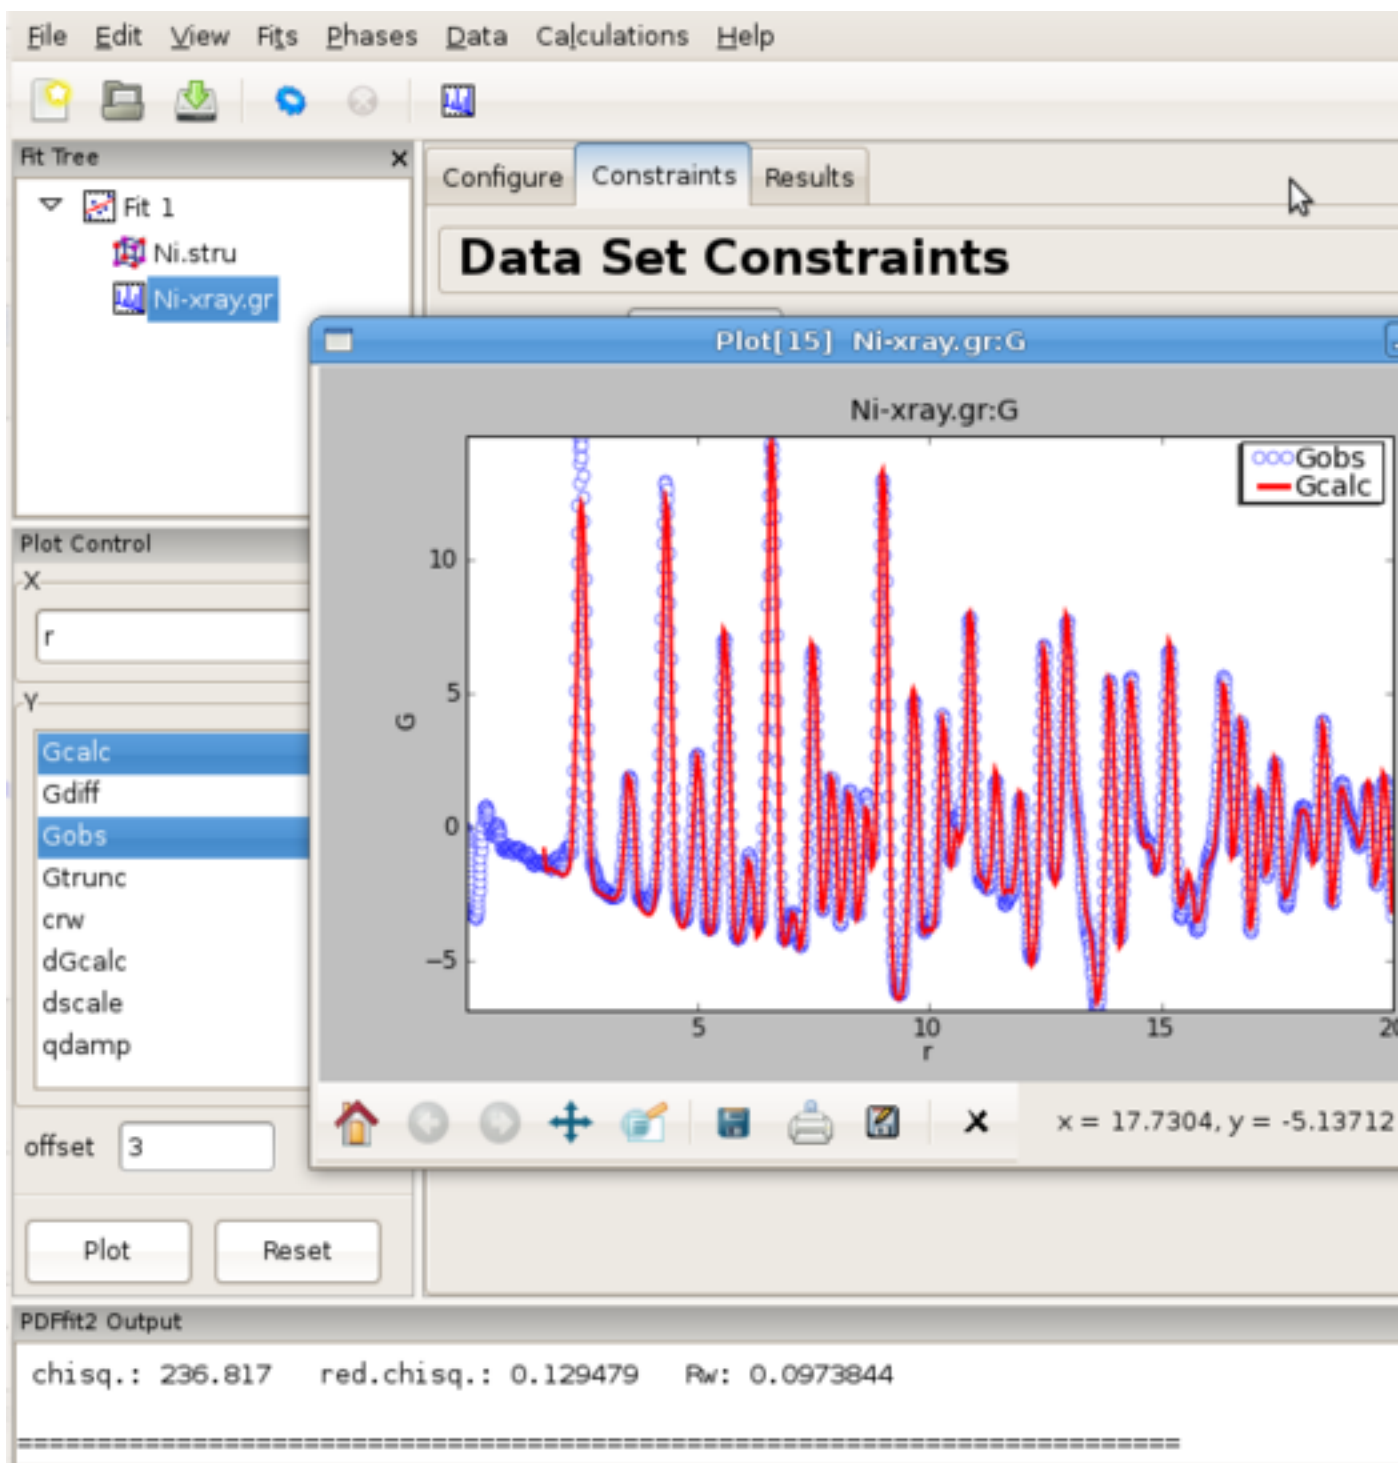 File Edit View Fits Phases Data Calculations Help
Fit Tree
Fit 1
Ni.stru
Ni-xray.gr
Configure Constraints Results
Data Set Constraints
Plot[15] Ni-xray.gr:G
Ni-xray.gr:G
Gobs
Gcalc
10
5
0
−5
G
5 10 15
r
x = 17.7304, y = -5.13712
Plot Control
X
r
Y
Gcalc
Gdiff
Gobs
Gtrunc
crw
dGcalc
dscale
qdamp
offset 3
Plot Reset
PDFfit2 Output
chisq.: 236.817 red.chisq.: 0.129479 Rw: 0.0973844